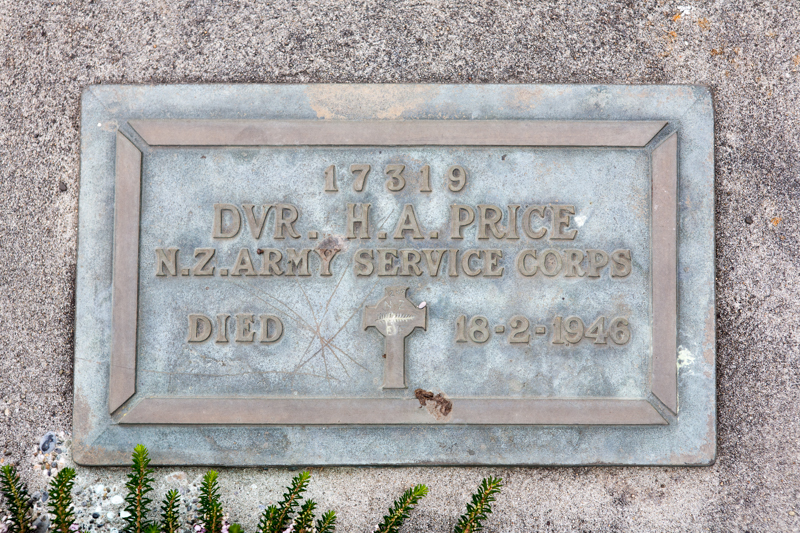 17319
DVR. H.A. PRICE
N.Z. ARMY SERVICE CORPS
DIED 18-2-1946